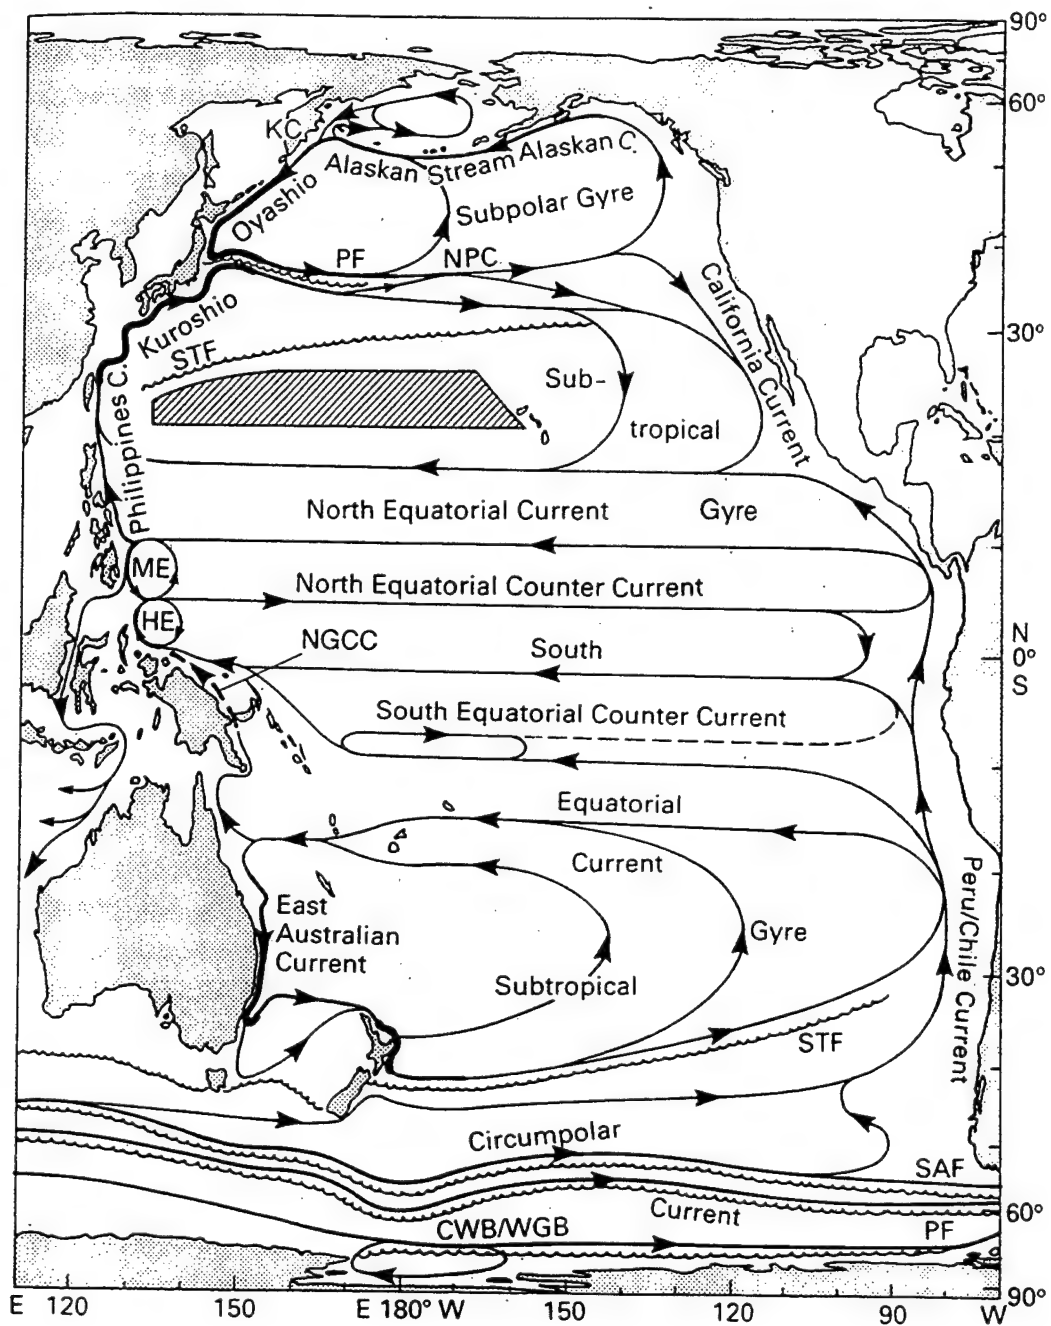 90°
60°
KC
Alaskan Stream
Alaskan C.
Oyashio
Subpolar Gyre
PF
NPC
California Current
Kuroshio
30°
STF
Sub-
tropical
Philippines C.
North Equatorial Current
Gyre
ME
North Equatorial Counter Current
HE
NGCC
South
N
0°
S
South Equatorial Counter Current
Equatorial
Current
Peru/Chile Current
East
Australian
Current
Gyre
Subtropical
30°
STF
Circumpolar
SAF
Current
60°
CWB/WGB
PF
90°
E 120 150 E 180° W 150 120 90 W